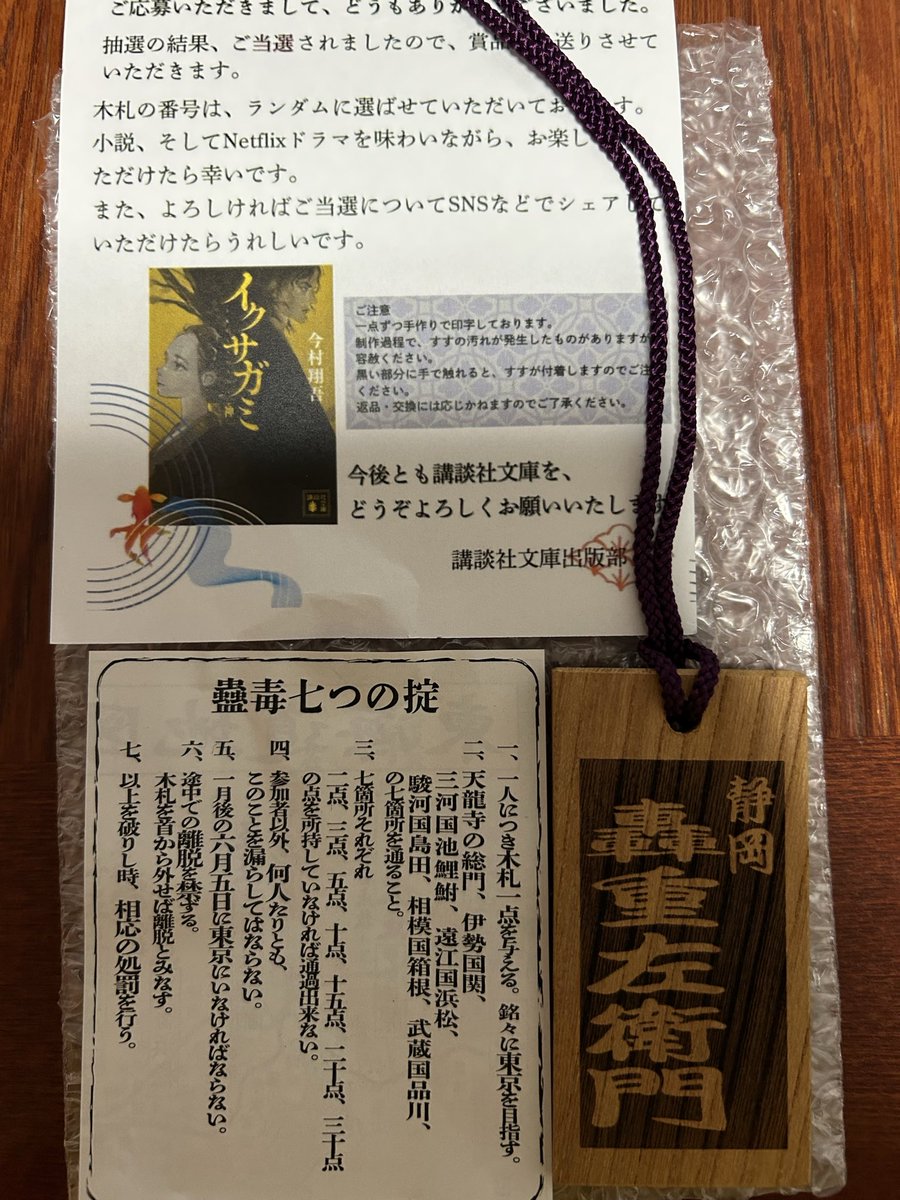 ご応募いただきまして、どうもありが ございました。
抽選の結果、ご当選されましたので、賞品 送りさせて
いただきます。
木札の番号は、ランダムに選ばせていただいてお す。
小説、そしてNetflixドラマを味わいながら、お楽し
ただけたら幸いです。
また、よろしければご当選についてSNSなどでシェアして
いただけたらうれしいです。
イクサガミ
今村翔吾
神
講談社文庫
ご注意
一点ずつ手作りで印字しております。
制作過程で、すすの汚れが発生したものがありますが
容赦ください。
黒い部分に手で触れると、すすが付着しますのでご注
ください。
返品・交換には応じかねますのでご了承ください。
今後とも講談社文庫を、
どうぞよろしくお願いいたします
講談社文庫出版部
蠱毒七つの掟
一、一人につき木札一点を与える。銘々に東京を目指す。
二、天龍寺の総門、伊勢国関、
三河国池鯉鮒、遠江国浜松、
駿河国島田、相模国箱根、武蔵国品川、
の七箇所を通ること。
三、七箇所それぞれ
二点、三点、五点、十点、十五点、二十点、三十点
の点を所持していなければ通過出来ない。
四、参加者以外、何人たりとも、
このことを漏らしてはならない。
五、一月後の六月五日に東京にいなければならない。
六、途中での離脱を禁ずる。
木札を首から外せば離脱とみなす。
七、以上を破りし時、相応の処罰を行う。
静岡
轟重左衛門